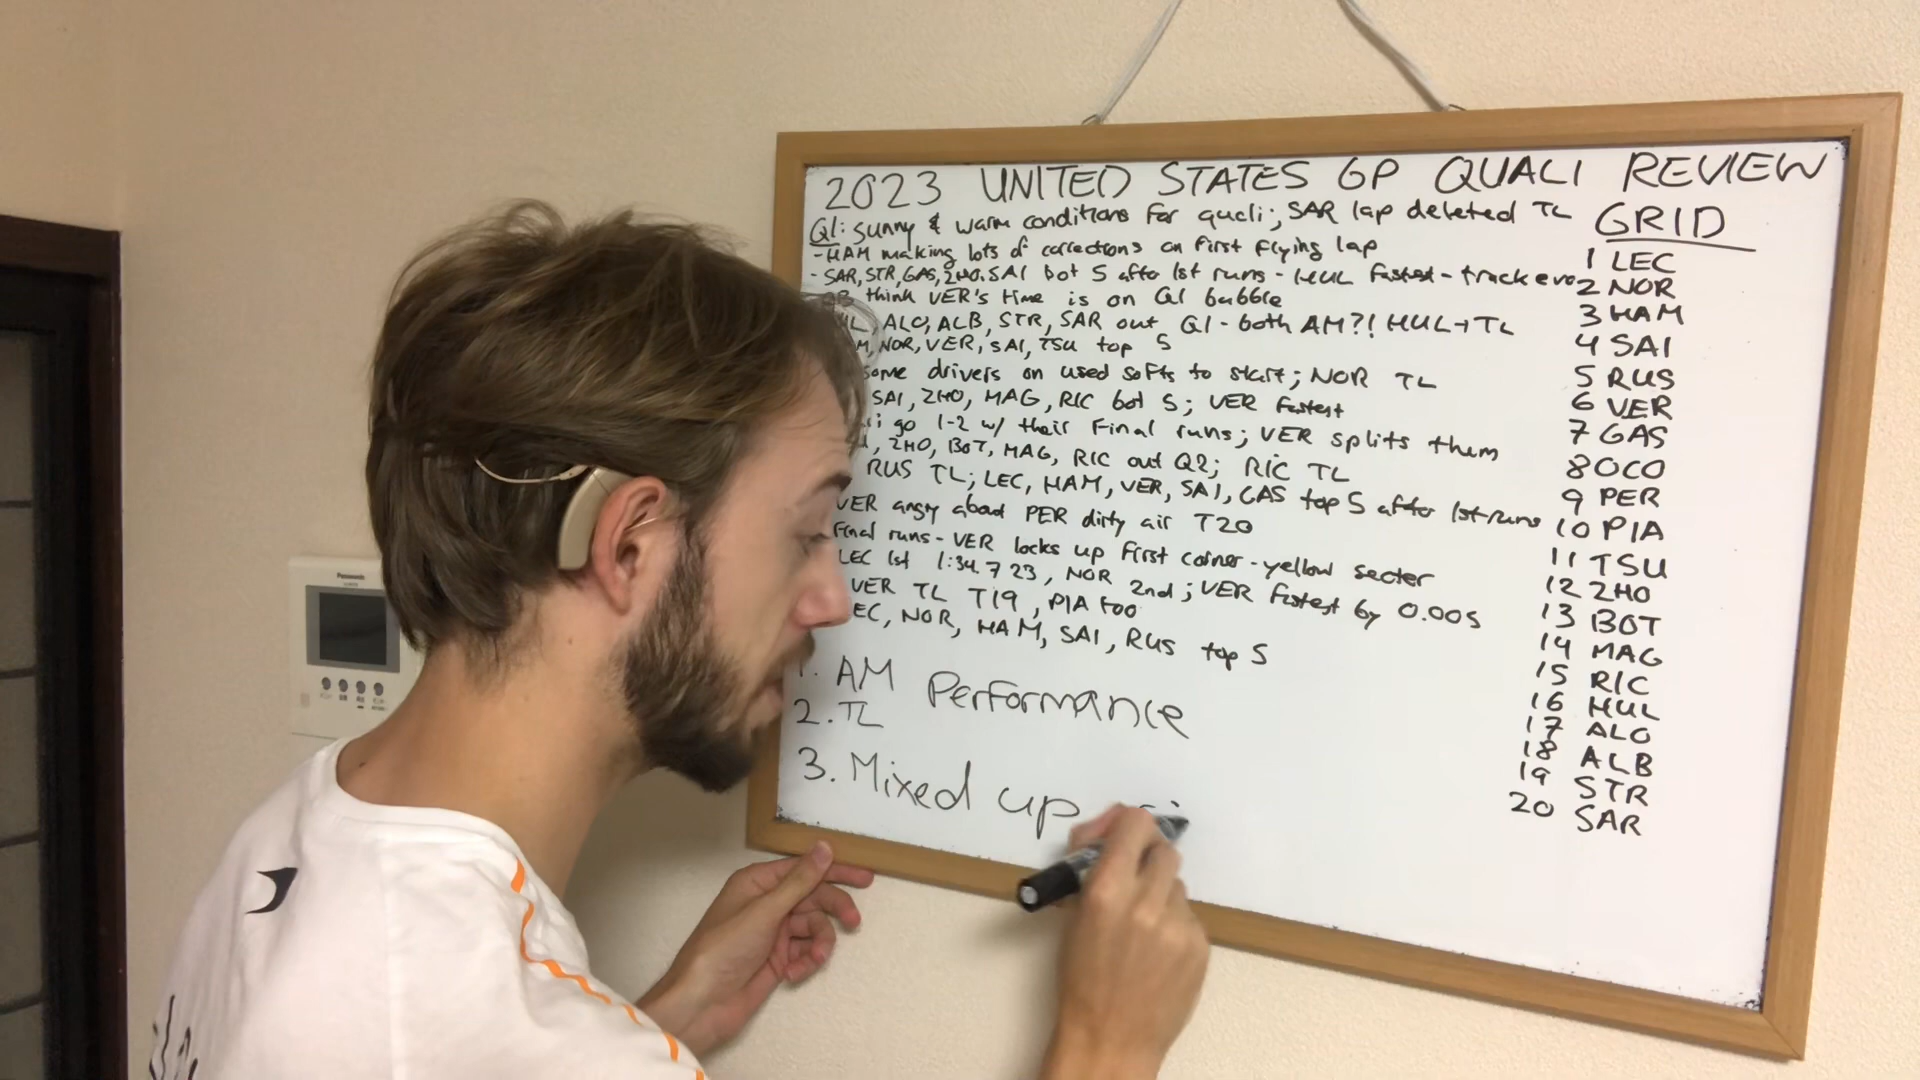 2023 UNITED STATES GP QUALI REVIEW
Q1: sunny & warm conditions for quali; SAR lap deleted TL
- HAM making lots of corrections on first flying lap
- SAR, STR, GAS, ZHO, SAI bot 5 after 1st runs - HUL fastest - track evo
think VER's time is on Q1 bubble
ALO, ALB, STR, SAR out Q1 - both AM?! HUL → TL
NOR, VER, SAI, TSU top 5
some drivers on used softs to start; NOR TL
SAI, ZHO, MAG, RIC bot 5; VER fastest
go 1-2 w/ their final runs; VER splits them
ZHO, BOT, MAG, RIC out Q2; RIC TL
RUS TL; LEC, HAM, VER, SAI, GAS top 5 after 1st runs
VER angry about PER dirty air T20
Final runs - VER locks up first corner - yellow sector
LEC 1st 1:34.723, NOR 2nd; VER fastest by 0.005
VER TL T19, PIA too
LEC, NOR, HAM, SAI, RUS top 5
1. AM Performance
2. TL
3. Mixed up
GRID
1 LEC
2 NOR
3 HAM
4 SAI
5 RUS
6 VER
7 GAS
8 OCO
9 PER
10 PIA
11 TSU
12 ZHO
13 BOT
14 MAG
15 RIC
16 HUL
17 ALO
18 ALB
19 STR
20 SAR
Panasonic